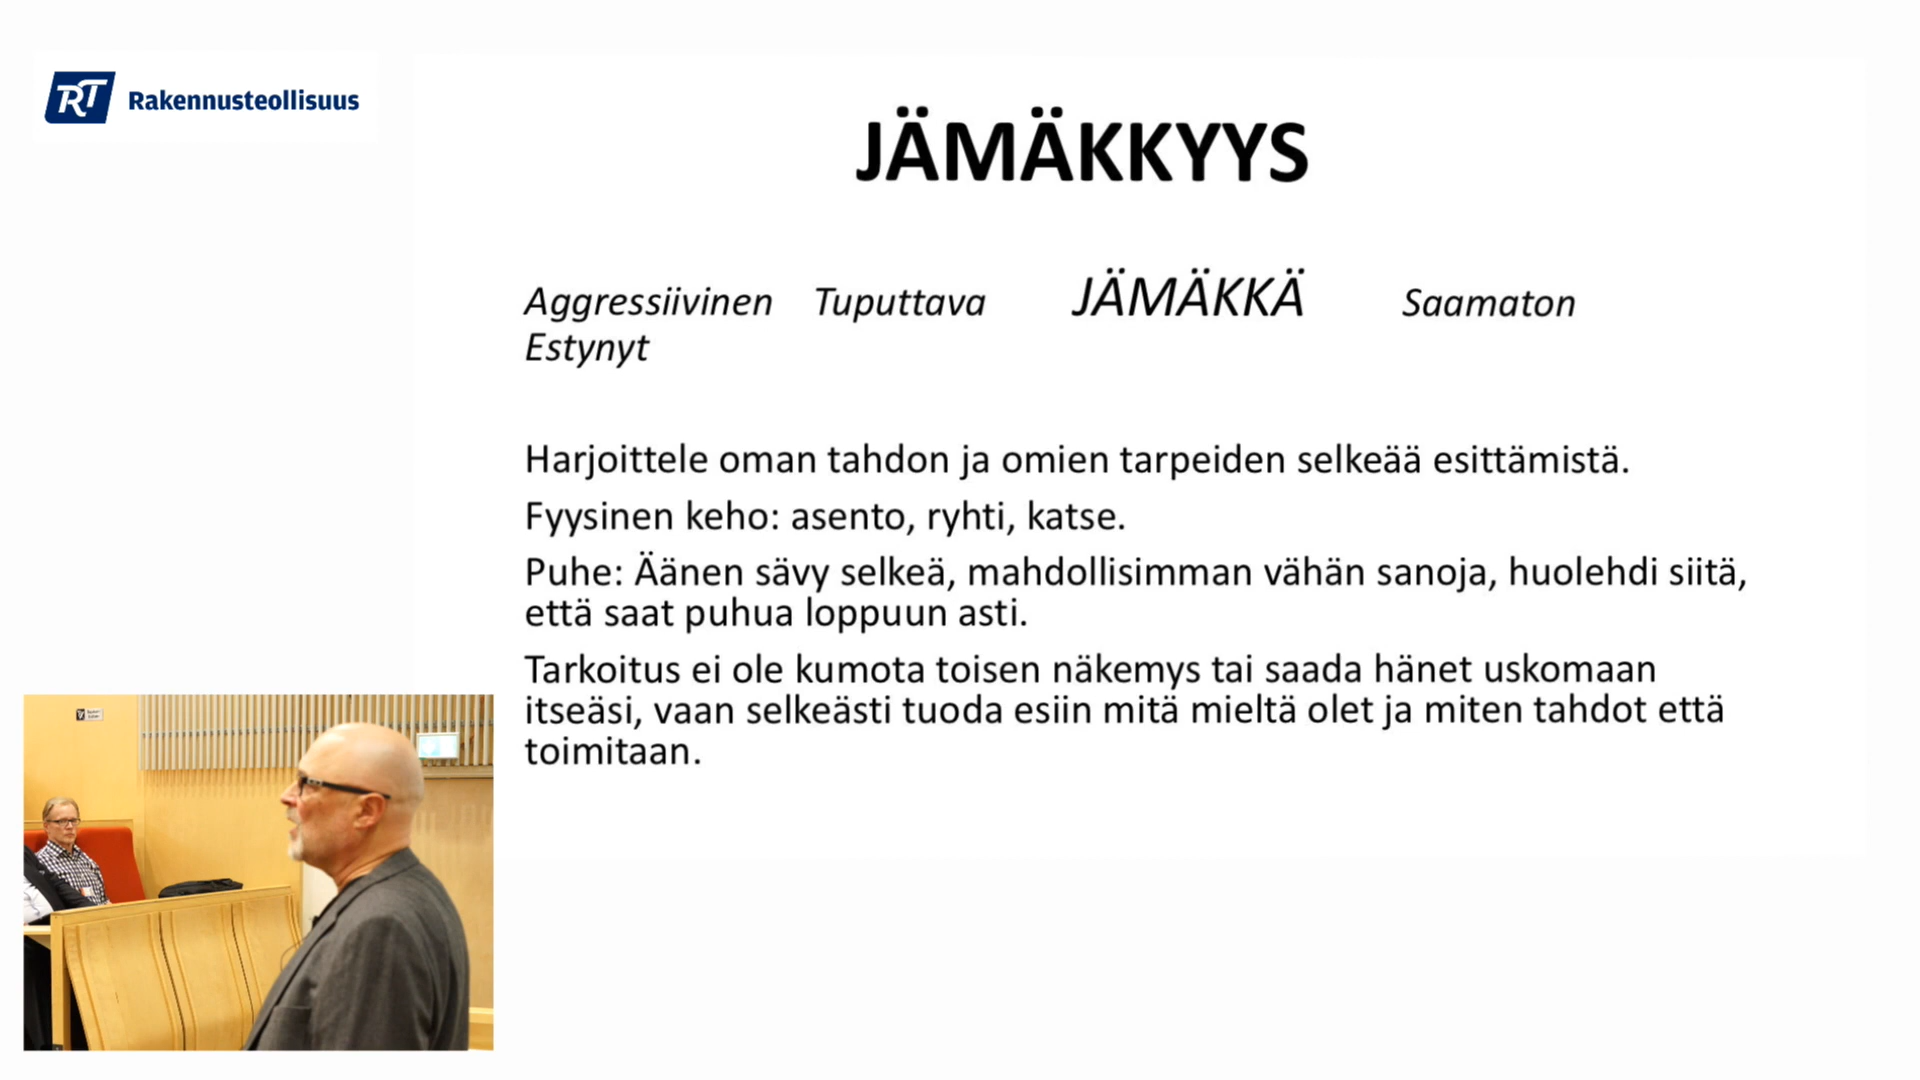 RT Rakennusteollisuus
JÄMÄKKYYS
Aggressiivinen Tuputtava JÄMÄKKÄ Saamaton
Estynyt
Harjoittele oman tahdon ja omien tarpeiden selkeää esittämistä.
Fyysinen keho: asento, ryhti, katse.
Puhe: Äänen sävy selkeä, mahdollisimman vähän sanoja, huolehdi siitä,
että saat puhua loppuun asti.
Tarkoitus ei ole kumota toisen näkemys tai saada hänet uskomaan
itseäsi, vaan selkeästi tuoda esiin mitä mieltä olet ja miten tahdot että
toimitaan.